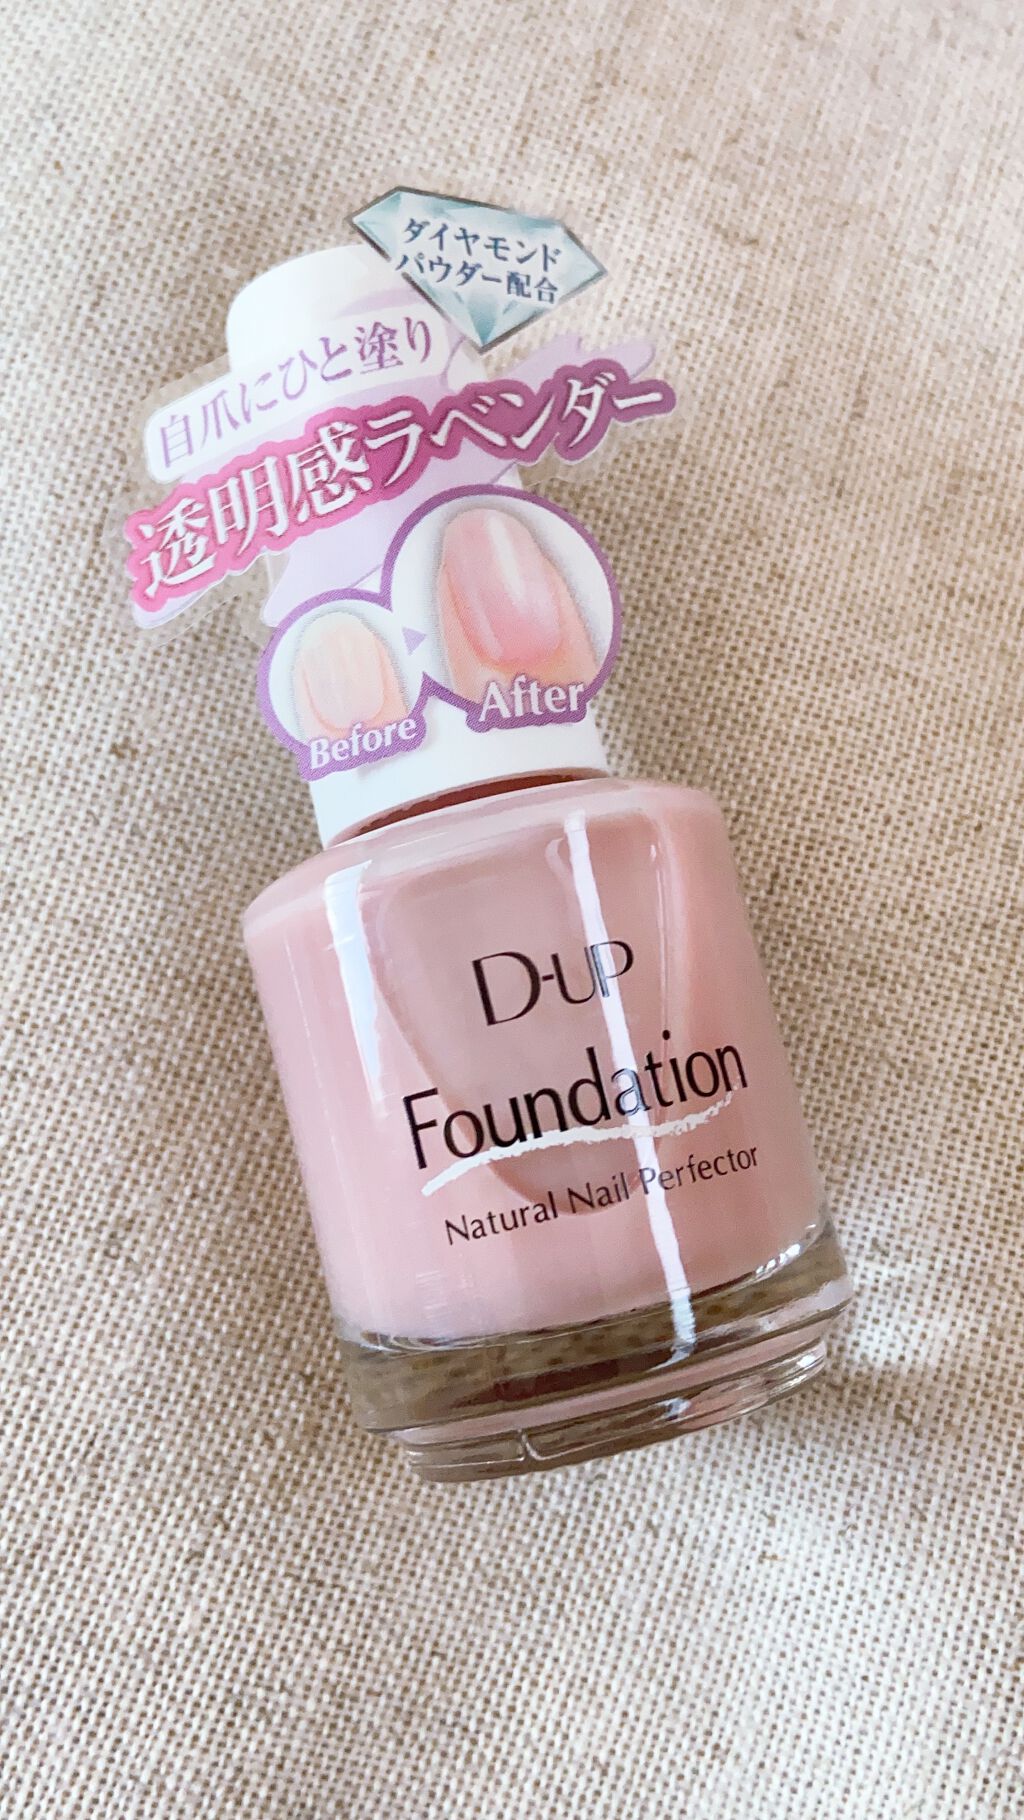 ダイヤモンド
パウダー配合
自爪にひと塗り
透明感ラベンダー
Before
After
D-UP
Foundation
Natural Nail Perfector